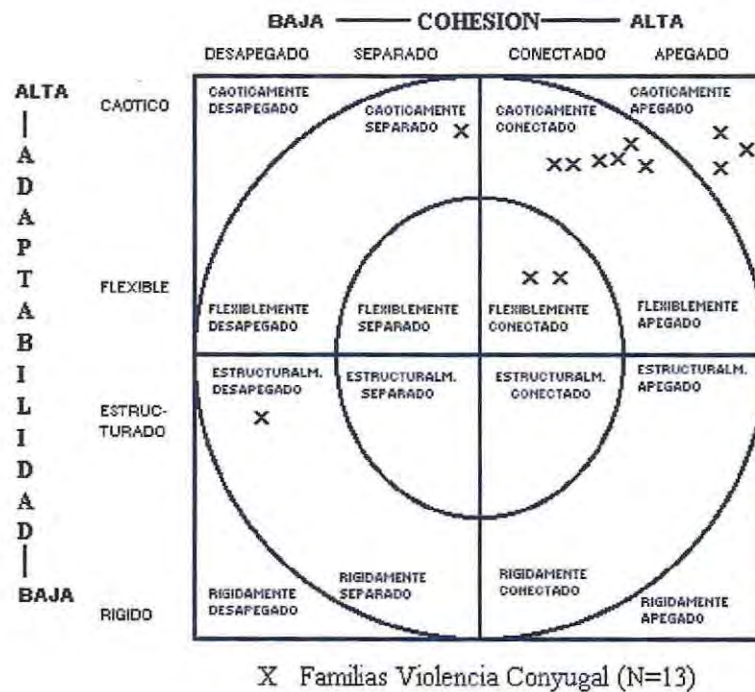 BAJA COHESION ALTA
DESAPEGADO SEPARADO CONECTADO APEGADO
ALTA
ADAPTABILIDAD
BAJA
CAOTICO
CAOTICAMENTE
DESAPEGADO
CAOTICAMENTE
SEPARADO X
CAOTICAMENTE
CONECTADO
X X X X X X
CAOTICAMENTE
APEGADO
X X X
FLEXIBLE
FLEXIBLEMENTE
DESAPEGADO
FLEXIBLEMENTE
SEPARADO
X X
FLEXIBLEMENTE
CONECTADO
FLEXIBLEMENTE
APEGADO
ESTRUC-
TURADO
ESTRUCTURALM.
DESAPEGADO
X
ESTRUCTURALM.
SEPARADO
ESTRUCTURALM.
CONECTADO
ESTRUCTURALM.
APEGADO
RIGIDO
RIGIDAMENTE
DESAPEGADO
RIGIDAMENTE
SEPARADO
RIGIDAMENTE
CONECTADO
RIGIDAMENTE
APEGADO
X Familias Violencia Conyugal (N=13)